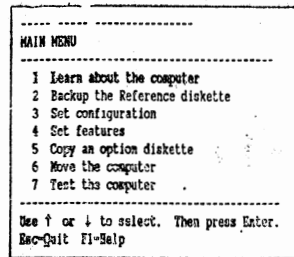 MAIN MENU
1 Learn about the computer
2 Backup the Reference diskette
3 Set configuration
4 Set features
5 Copy an option diskette
6 Move the computer
7 Test the computer
Use ↑ or ↓ to select. Then press Enter.
Esc=Quit F1=Help